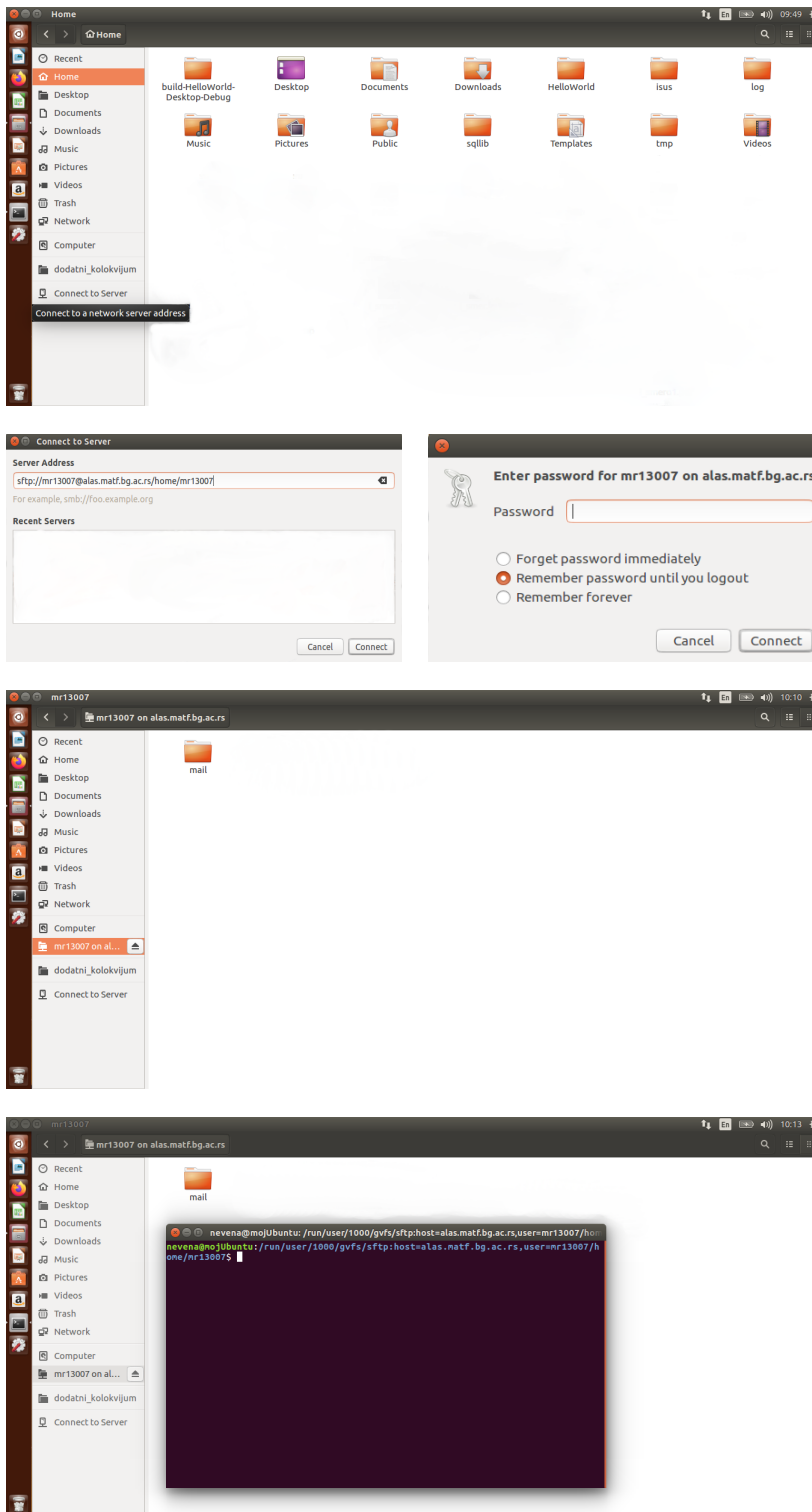 Home
En
09:49
Home
Recent
Home
Desktop
Documents
Downloads
Music
Pictures
Videos
Trash
Network
Computer
dodatni_kolokvijum
Connect to Server
Connect to a network server address
build-HelloWorld-
Desktop-Debug
Desktop
Documents
Downloads
HelloWorld
isus
log
Music
Pictures
Public
sqllib
Templates
tmp
Videos
Connect to Server
Server Address
sftp://mr13007@alas.matf.bg.ac.rs/home/mr13007
For example, smb://foo.example.org
Recent Servers
Cancel
Connect
Enter password for mr13007 on alas.matf.bg.ac.rs
Password
Forget password immediately
Remember password until you logout
Remember forever
Cancel
Connect
mr13007
En
10:10
mr13007 on alas.matf.bg.ac.rs
Recent
Home
Desktop
Documents
Downloads
Music
Pictures
Videos
Trash
Network
Computer
mr13007 on al...
dodatni_kolokvijum
Connect to Server
mail
mr13007
En
10:13
mr13007 on alas.matf.bg.ac.rs
Recent
Home
Desktop
Documents
Downloads
Music
Pictures
Videos
Trash
Network
Computer
mr13007 on al...
dodatni_kolokvijum
Connect to Server
mail
nevena@mojUbuntu: /run/user/1000/gvfs/sftp:host=alas.matf.bg.ac.rs,user=mr13007/hom
nevena@mojUbuntu:/run/user/1000/gvfs/sftp:host=alas.matf.bg.ac.rs,user=mr13007/h
ome/mr13007$